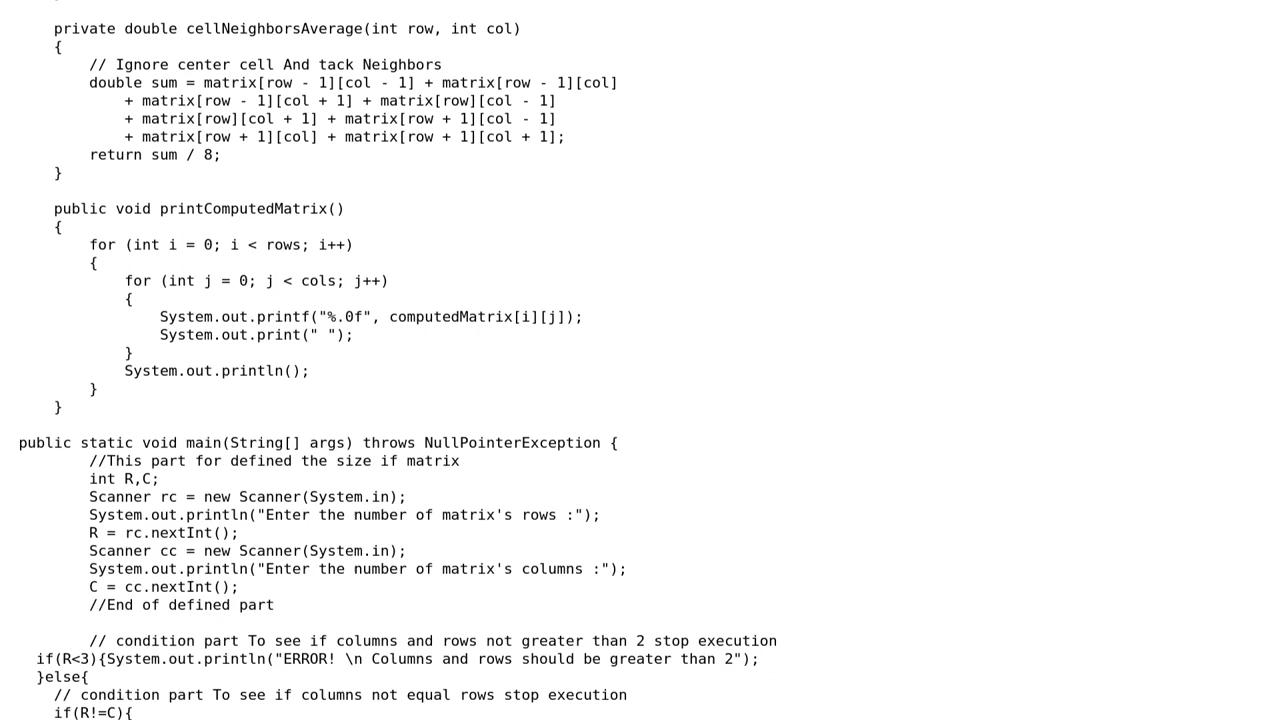 private double cellNeighborsAverage(int row, int col)
{
// Ignore center cell And tack Neighbors
double sum = matrix[row - 1][col - 1] + matrix[row - 1][col]
+ matrix[row - 1][col + 1] + matrix[row][col - 1]
+ matrix[row][col + 1] + matrix[row + 1][col - 1]
+ matrix[row + 1][col] + matrix[row + 1][col + 1];
return sum / 8;
}
public void printComputedMatrix()
{
for (int i = 0; i < rows; i++)
{
for (int j = 0; j < cols; j++)
{
System.out.printf("%.0f", computedMatrix[i][j]);
System.out.print(" ");
}
System.out.println();
}
}
public static void main(String[] args) throws NullPointerException {
//This part for defined the size if matrix
int R,C;
Scanner rc = new Scanner(System.in);
System.out.println("Enter the number of matrix's rows :");
R = rc.nextInt();
Scanner cc = new Scanner(System.in);
System.out.println("Enter the number of matrix's columns :");
C = cc.nextInt();
//End of defined part
// condition part To see if columns and rows not greater than 2 stop execution
if(R<3){System.out.println("ERROR! \n Columns and rows should be greater than 2");
}else{
// condition part To see if columns not equal rows stop execution
if(R!=C){